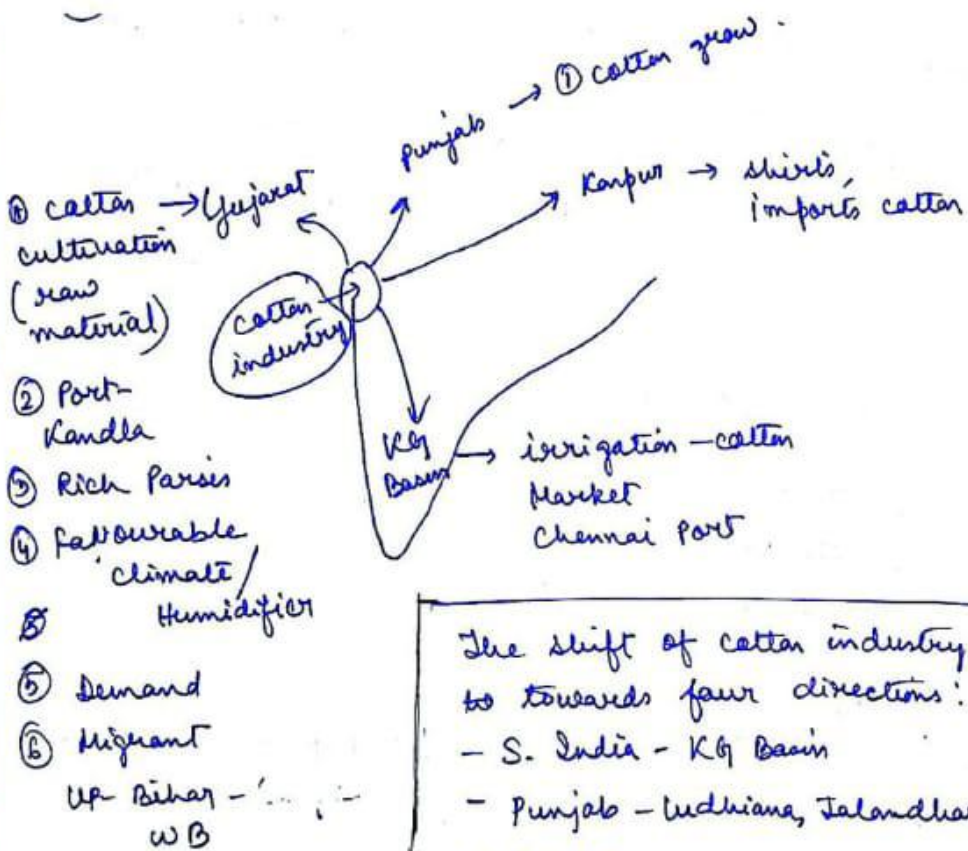 Punjab → ① cotton grow.
Kanpur → shirts,
imports cotton
① cotton → Gujarat
cultivation
(raw
material)
cotton
industry
② Port-
Kandla
③ Rich Parsis
④ favourable
climate /
Humidifier
⑤ Demand
⑥ Migrant
UP Bihar -
WB
KG
Basin → irrigation - cotton
Market
Chennai Port
The shift of cotton industry
towards four directions:
- S. India - KG Basin
- Punjab - Ludhiana, Jalandhar